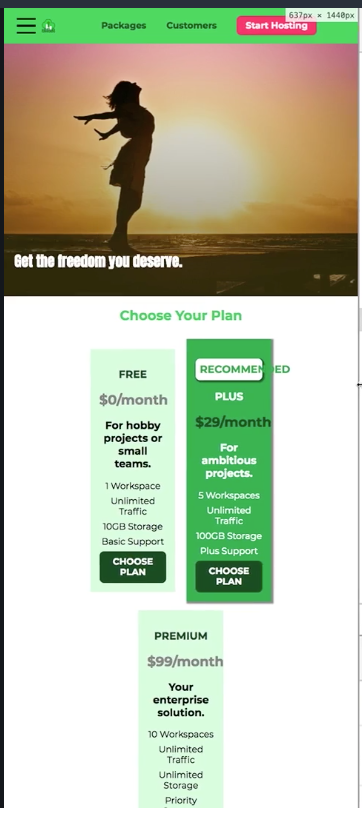 637px × 1440px
Packages Customers Start Hosting
Get the freedom you deserve.
Choose Your Plan
FREE
$0/month
For hobby
projects or
small
teams.
1 Workspace
Unlimited
Traffic
10GB Storage
Basic Support
CHOOSE
PLAN
RECOMMENDED
PLUS
$29/month
For
ambitious
projects.
5 Workspaces
Unlimited
Traffic
100GB Storage
Plus Support
CHOOSE
PLAN
PREMIUM
$99/month
Your
enterprise
solution.
10 Workspaces
Unlimited
Traffic
Unlimited
Storage
Priority